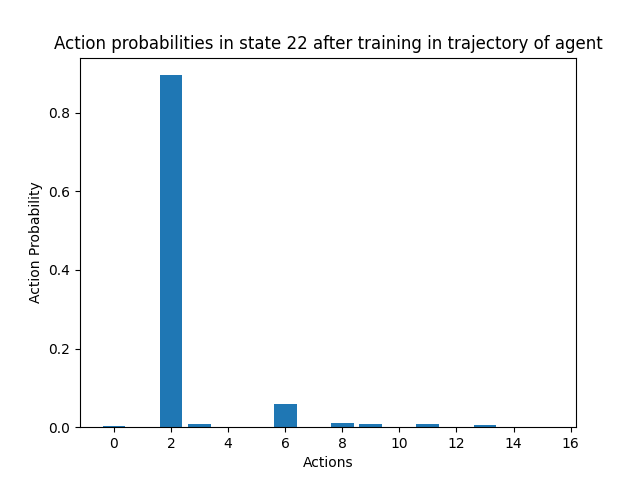 Action probabilities in state 22 after training in trajectory of agent
0.8
0.6
0.4
0.2
0.0
Action Probability
0 2 4 6 8 10 12 14 16
Actions